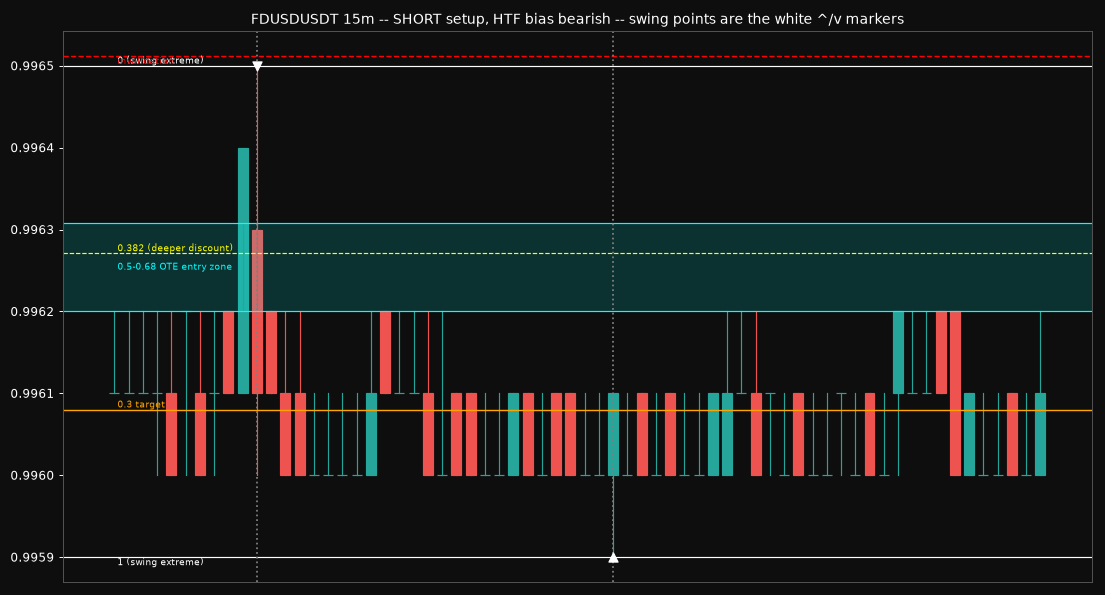 FDUSDUSDT 15m -- SHORT setup, HTF bias bearish -- swing points are the white ^/v markers
0.9965
0 (swing extreme)
0.9964
0.9963
0.382 (deeper discount)
0.5-0.68 OTE entry zone
0.9962
0.9961
0.3 target
0.9960
0.9959
1 (swing extreme)